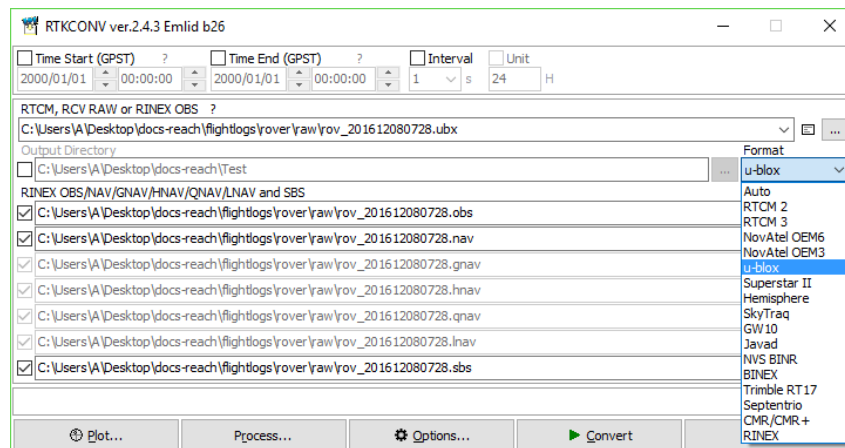 RTKCONV ver.2.4.3 Emlid b26
Time Start (GPST) ? Time End (GPST) ? Interval Unit
2000/01/01 00:00:00 2000/01/01 00:00:00 1 s 24 H
RTCM, RCV RAW or RINEX OBS ?
C:\Users\A\Desktop\docs-reach\flightlogs\rover\raw\rov_201612080728.ubx ...
Output Directory Format
C:\Users\A\Desktop\docs-reach\Test ... u-blox
RINEX OBS/NAV/GNAV/HNAV/QNAV/LNAV and SBS
C:\Users\A\Desktop\docs-reach\flightlogs\rover\raw\rov_201612080728.obs
C:\Users\A\Desktop\docs-reach\flightlogs\rover\raw\rov_201612080728.nav
C:\Users\A\Desktop\docs-reach\flightlogs\rover\raw\rov_201612080728.gnav
C:\Users\A\Desktop\docs-reach\flightlogs\rover\raw\rov_201612080728.hnav
C:\Users\A\Desktop\docs-reach\flightlogs\rover\raw\rov_201612080728.qnav
C:\Users\A\Desktop\docs-reach\flightlogs\rover\raw\rov_201612080728.lnav
C:\Users\A\Desktop\docs-reach\flightlogs\rover\raw\rov_201612080728.sbs
Auto
RTCM 2
RTCM 3
NovAtel OEM6
NovAtel OEM3
u-blox
Superstar II
Hemisphere
SkyTraq
GW10
Javad
NVS BINR
BINEX
Trimble RT17
Septentrio
CMR/CMR+
RINEX
Plot... Process... Options... Convert